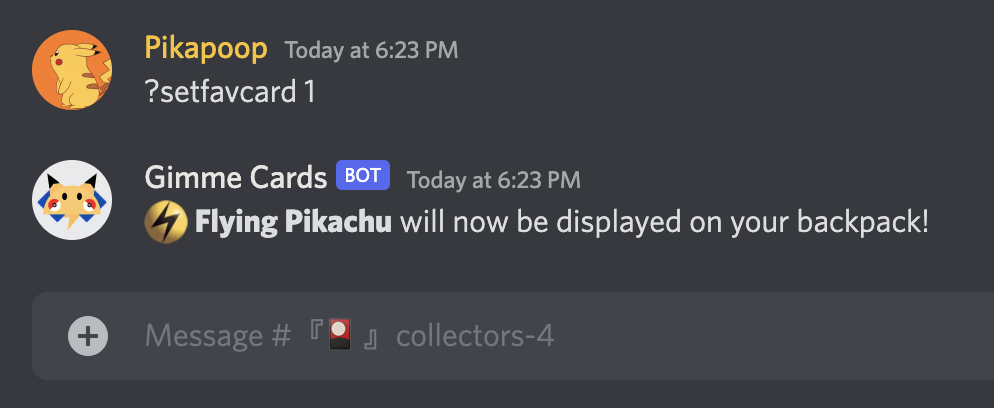 Pikapoop Today at 6:23 PM
?setfavcard 1
Gimme Cards BOT Today at 6:23 PM
Flying Pikachu will now be displayed on your backpack!
Message # 『🎴』 collectors-4